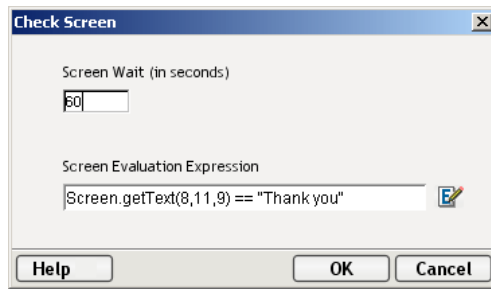 Check Screen
Screen Wait (in seconds)
60
Screen Evaluation Expression
Screen.getText(8,11,9) == "Thank you"
Help
OK
Cancel